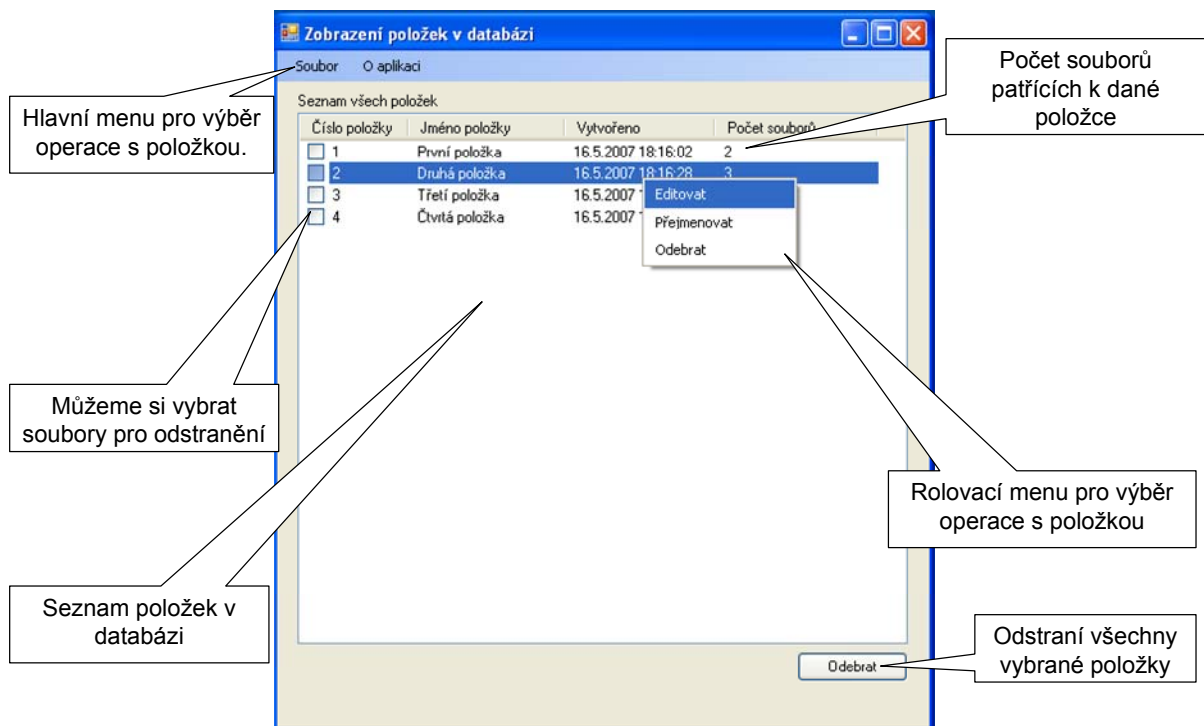 Zobrazení položek v databázi
Soubor O aplikaci
Seznam všech položek
Číslo položky Jméno položky Vytvořeno Počet souborů
1 První položka 16.5.2007 18:16:02 2
2 Druhá položka 16.5.2007 18:16:28 3
3 Třetí položka 16.5.2007 1
4 Čtvrtá položka 16.5.2007 1
Editovat
Přejmenovat
Odebrat
Odebrat
Hlavní menu pro výběr
operace s položkou.
Počet souborů
patřících k dané
položce
Můžeme si vybrat
soubory pro odstranění
Rolovací menu pro výběr
operace s položkou
Seznam položek v
databázi
Odstraní všechny
vybrané položky